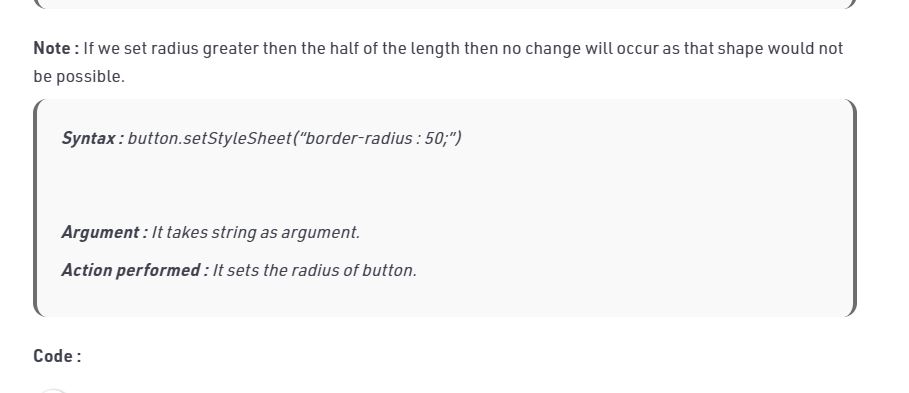 Note : If we set radius greater then the half of the length then no change will occur as that shape would not
be possible.
Syntax : button.setStyleSheet(“border-radius : 50;”)
Argument : It takes string as argument.
Action performed : It sets the radius of button.
Code :